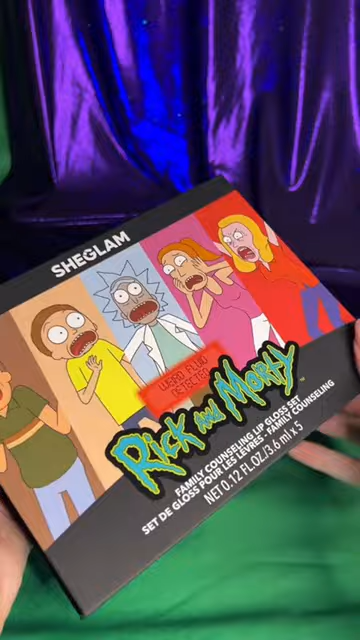 SHEGLAM
WEIRD FLUID
DETECTED
RICK AND MORTY™
FAMILY COUNSELING LIP GLOSS SET
SET DE GLOSS POUR LES LÈVRES - FAMILY COUNSELING
NET 0.12 FL.OZ./3.6 ml x 5